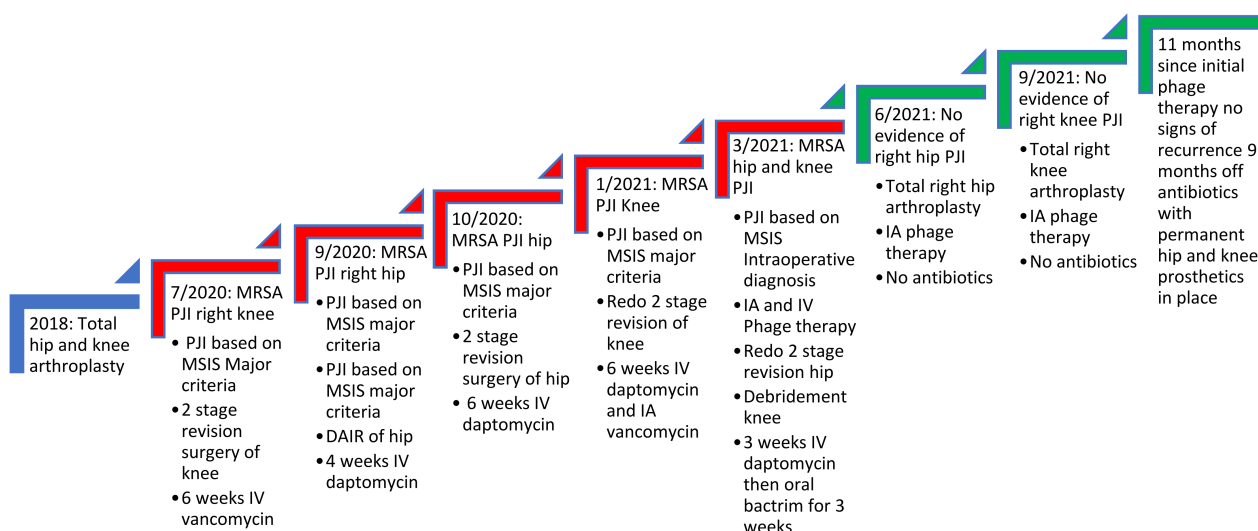 2018: Total
hip and knee
arthroplasty
7/2020: MRSA
PJI right knee
• PJI based on
MSIS Major
criteria
•2 stage
revision
surgery of
knee
•6 weeks IV
vancomycin
9/2020: MRSA
PJI right hip
•PJI based on
MSIS major
criteria
•PJI based on
MSIS major
criteria
•DAIR of hip
•4 weeks IV
daptomycin
10/2020:
MRSA PJI hip
•PJI based on
MSIS major
criteria
•2 stage
revision
surgery of hip
• 6 weeks IV
daptomycin
1/2021: MRSA
PJI Knee
•PJI based on
MSIS major
criteria
•Redo 2 stage
revision of
knee
•6 weeks IV
daptomycin
and IA
vancomycin
3/2021: MRSA
hip and knee
PJI
•PJI based on
MSIS
Intraoperative
diagnosis
•IA and IV
Phage therapy
•Redo 2 stage
revision hip
•Debridement
knee
•3 weeks IV
daptomycin
then oral
bactrim for 3
weeks
6/2021: No
evidence of
right hip PJI
•Total right hip
arthroplasty
•IA phage
therapy
•No antibiotics
9/2021: No
evidence of
right knee PJI
•Total right
knee
arthroplasty
•IA phage
therapy
•No antibiotics
11 months
since initial
phage
therapy no
signs of
recurrence 9
months off
antibiotics
with
permanent
hip and knee
prosthetics
in place